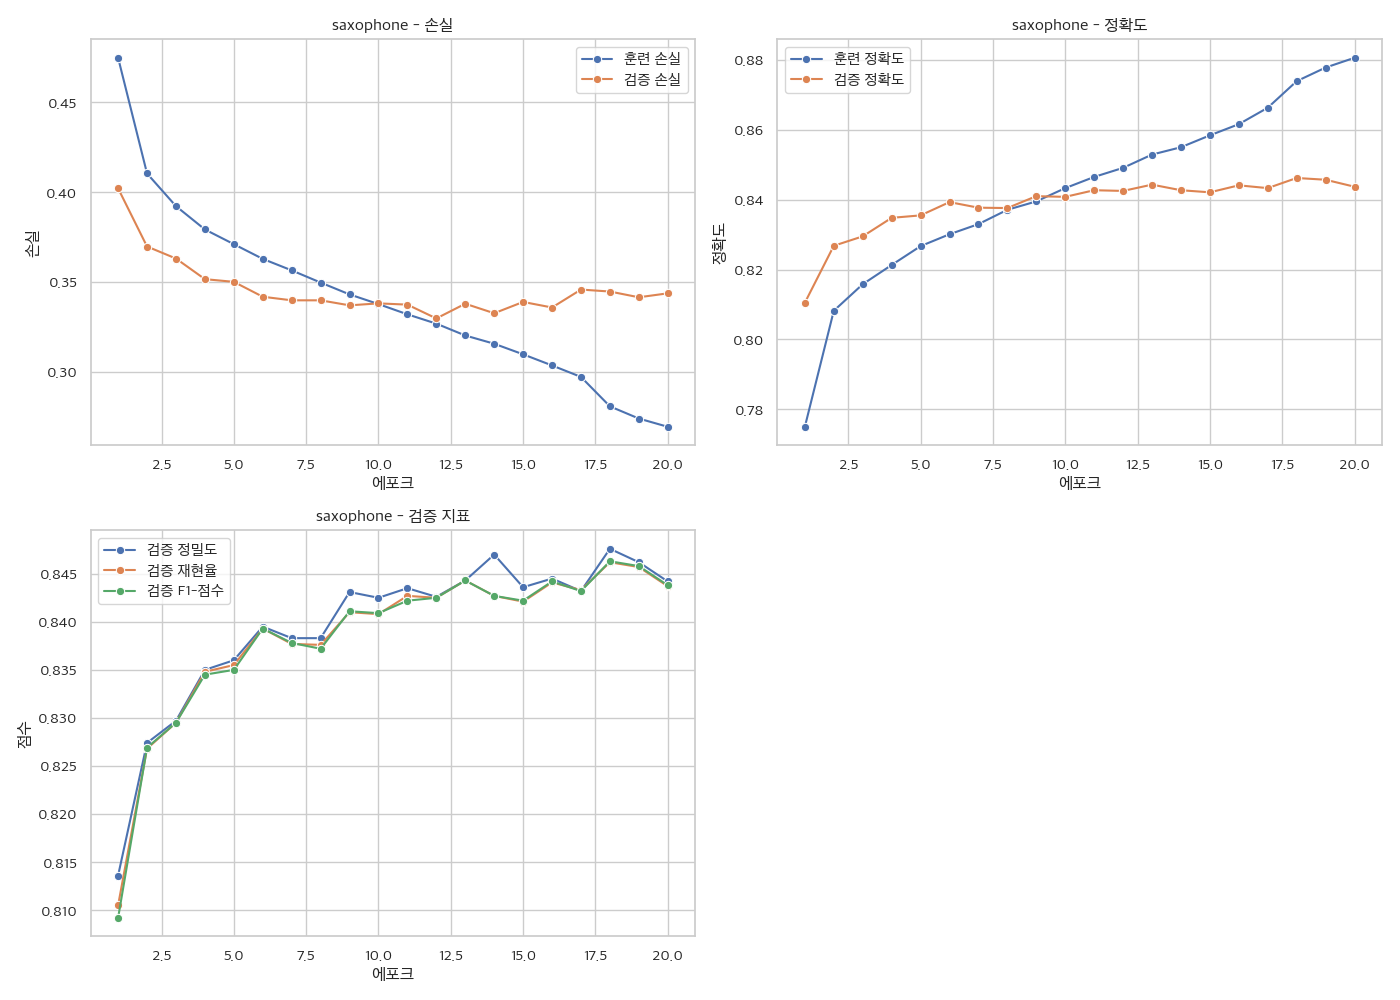 saxophone - 손실
훈련 손실
검증 손실
0.45
0.40
0.35
0.30
손실
2.5 5.0 7.5 10.0 12.5 15.0 17.5 20.0
에포크
saxophone - 정확도
훈련 정확도
검증 정확도
0.88
0.86
0.84
0.82
0.80
0.78
정확도
2.5 5.0 7.5 10.0 12.5 15.0 17.5 20.0
에포크
saxophone - 검증 지표
검증 정밀도
검증 재현율
검증 F1-점수
0.845
0.840
0.835
0.830
0.825
0.820
0.815
0.810
점수
2.5 5.0 7.5 10.0 12.5 15.0 17.5 20.0
에포크